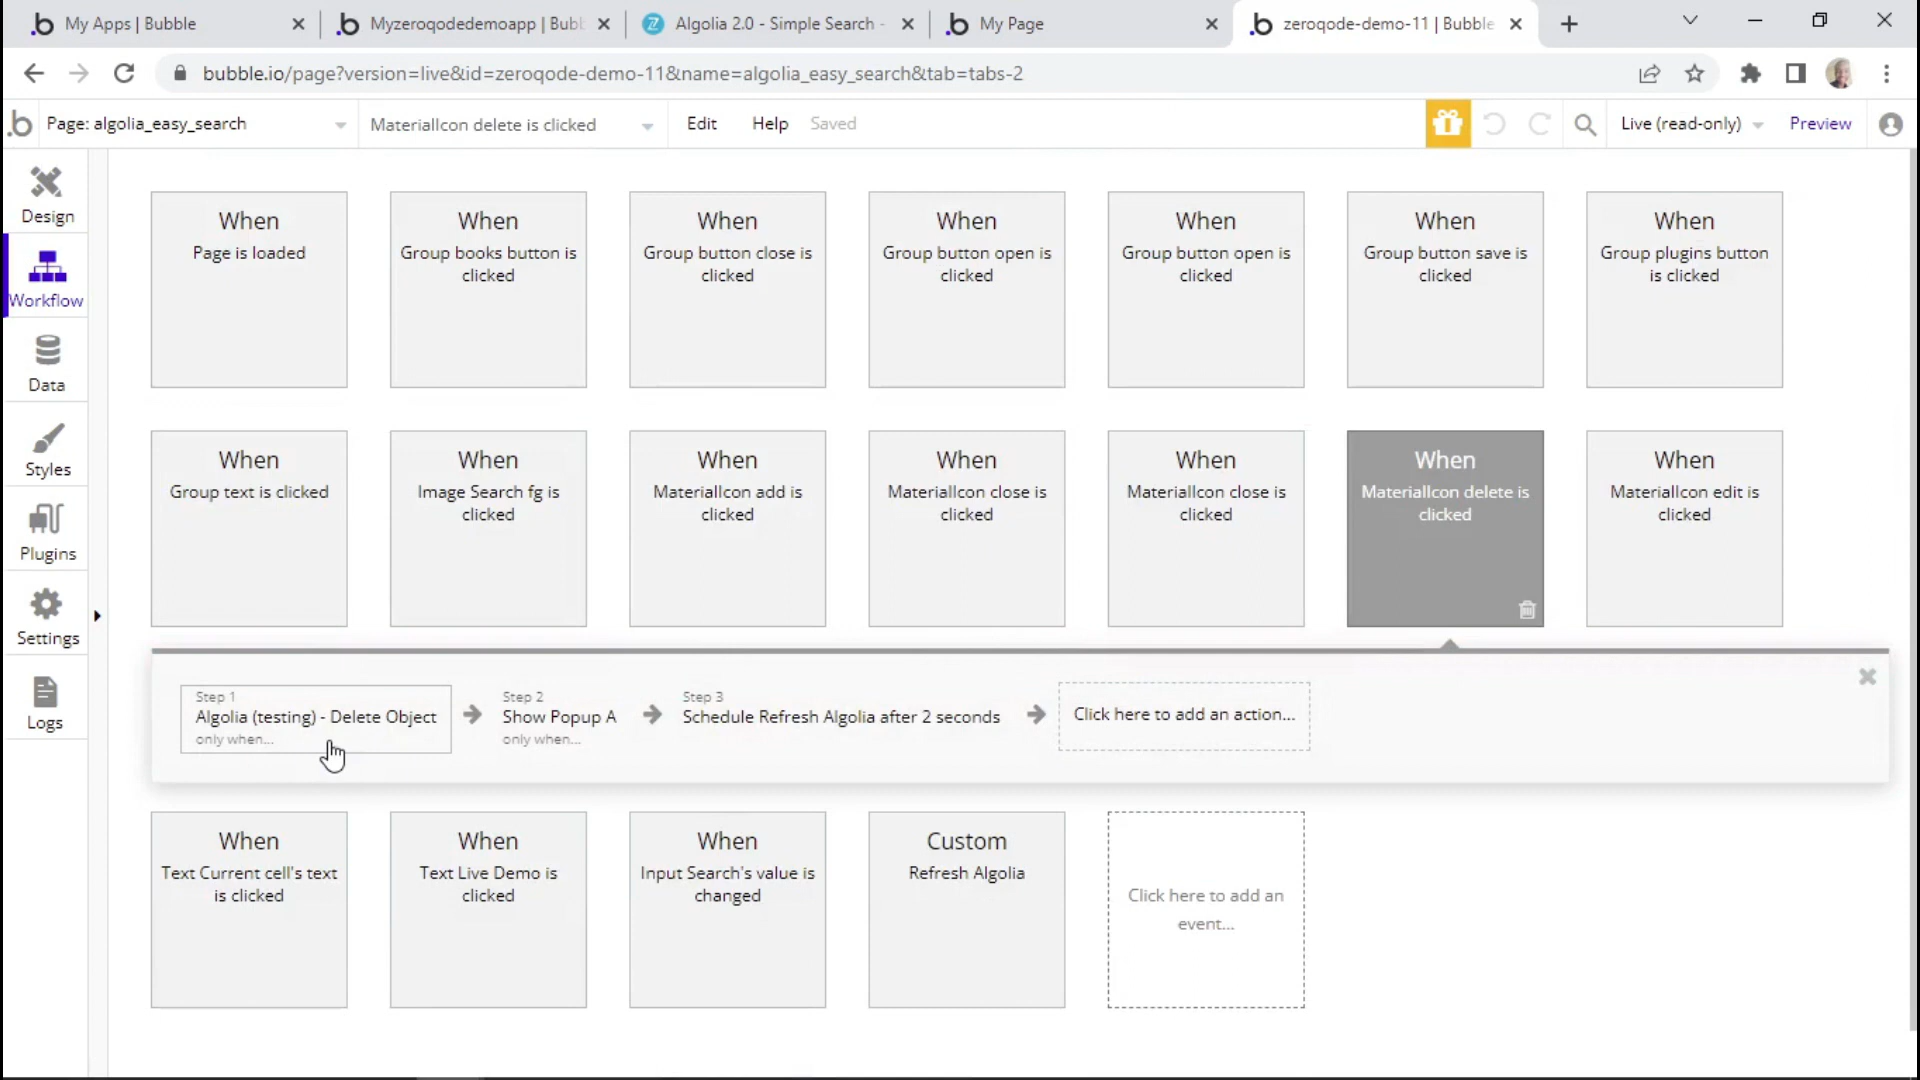 My Apps | Bubble
Myzeroqodedemoapp | Bubb
Algolia 2.0 - Simple Search -
My Page
zeroqode-demo-11 | Bubble
bubble.io/page?version=live&id=zeroqode-demo-11&name=algolia_easy_search&tab=tabs-2
Page: algolia_easy_search
MaterialIcon delete is clicked
Edit
Help
Saved
Live (read-only)
Preview
Design
Workflow
Data
Styles
Plugins
Settings
Logs
When
Page is loaded
When
Group books button is
clicked
When
Group button close is
clicked
When
Group button open is
clicked
When
Group button open is
clicked
When
Group button save is
clicked
When
Group plugins button
is clicked
When
Group text is clicked
When
Image Search fg is
clicked
When
MaterialIcon add is
clicked
When
MaterialIcon close is
clicked
When
MaterialIcon close is
clicked
When
MaterialIcon delete is
clicked
When
MaterialIcon edit is
clicked
Step 1
Algolia (testing) - Delete Object
only when...
Step 2
Show Popup A
only when...
Step 3
Schedule Refresh Algolia after 2 seconds
Click here to add an action...
When
Text Current cell's text
is clicked
When
Text Live Demo is
clicked
When
Input Search's value is
changed
Custom
Refresh Algolia
Click here to add an
event...